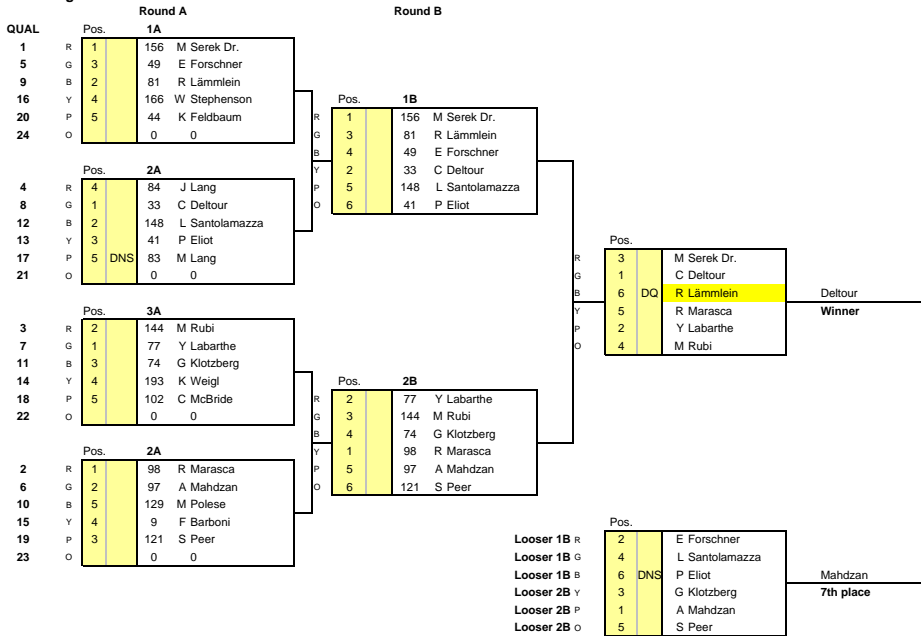 Round A Round B
QUAL Pos. 1A
1 R 1 156 M Serek Dr.
5 G 3 49 E Forschner
9 B 2 81 R Lämmlein
16 Y 4 166 W Stephenson
20 P 5 44 K Feldbaum
24 O 0 0
Pos. 2A
4 R 4 84 J Lang
8 G 1 33 C Deltour
12 B 2 148 L Santolamazza
13 Y 3 41 P Eliot
17 P 5 DNS 83 M Lang
21 O 0 0
Pos. 3A
3 R 2 144 M Rubi
7 G 1 77 Y Labarthe
11 B 3 74 G Klotzberg
14 Y 4 193 K Weigl
18 P 5 102 C McBride
22 O 0 0
Pos. 2A
2 R 1 98 R Marasca
6 G 2 97 A Mahdzan
10 B 5 129 M Polese
15 Y 4 9 F Barboni
19 P 3 121 S Peer
23 O 0 0
Pos. 1B
R 1 156 M Serek Dr.
G 3 81 R Lämmlein
B 4 49 E Forschner
Y 2 33 C Deltour
P 5 148 L Santolamazza
O 6 41 P Eliot
Pos. 2B
R 2 77 Y Labarthe
G 3 144 M Rubi
B 4 74 G Klotzberg
Y 1 98 R Marasca
P 5 97 A Mahdzan
O 6 121 S Peer
Pos.
R 3 M Serek Dr.
G 1 C Deltour
B 6 DQ R Lämmlein Deltour
Y 5 R Marasca Winner
P 2 Y Labarthe
O 4 M Rubi
Pos.
Looser 1B R 2 E Forschner
Looser 1B G 4 L Santolamazza
Looser 1B B 6 DNS P Eliot Mahdzan
Looser 2B Y 3 G Klotzberg 7th place
Looser 2B P 1 A Mahdzan
Looser 2B O 5 S Peer